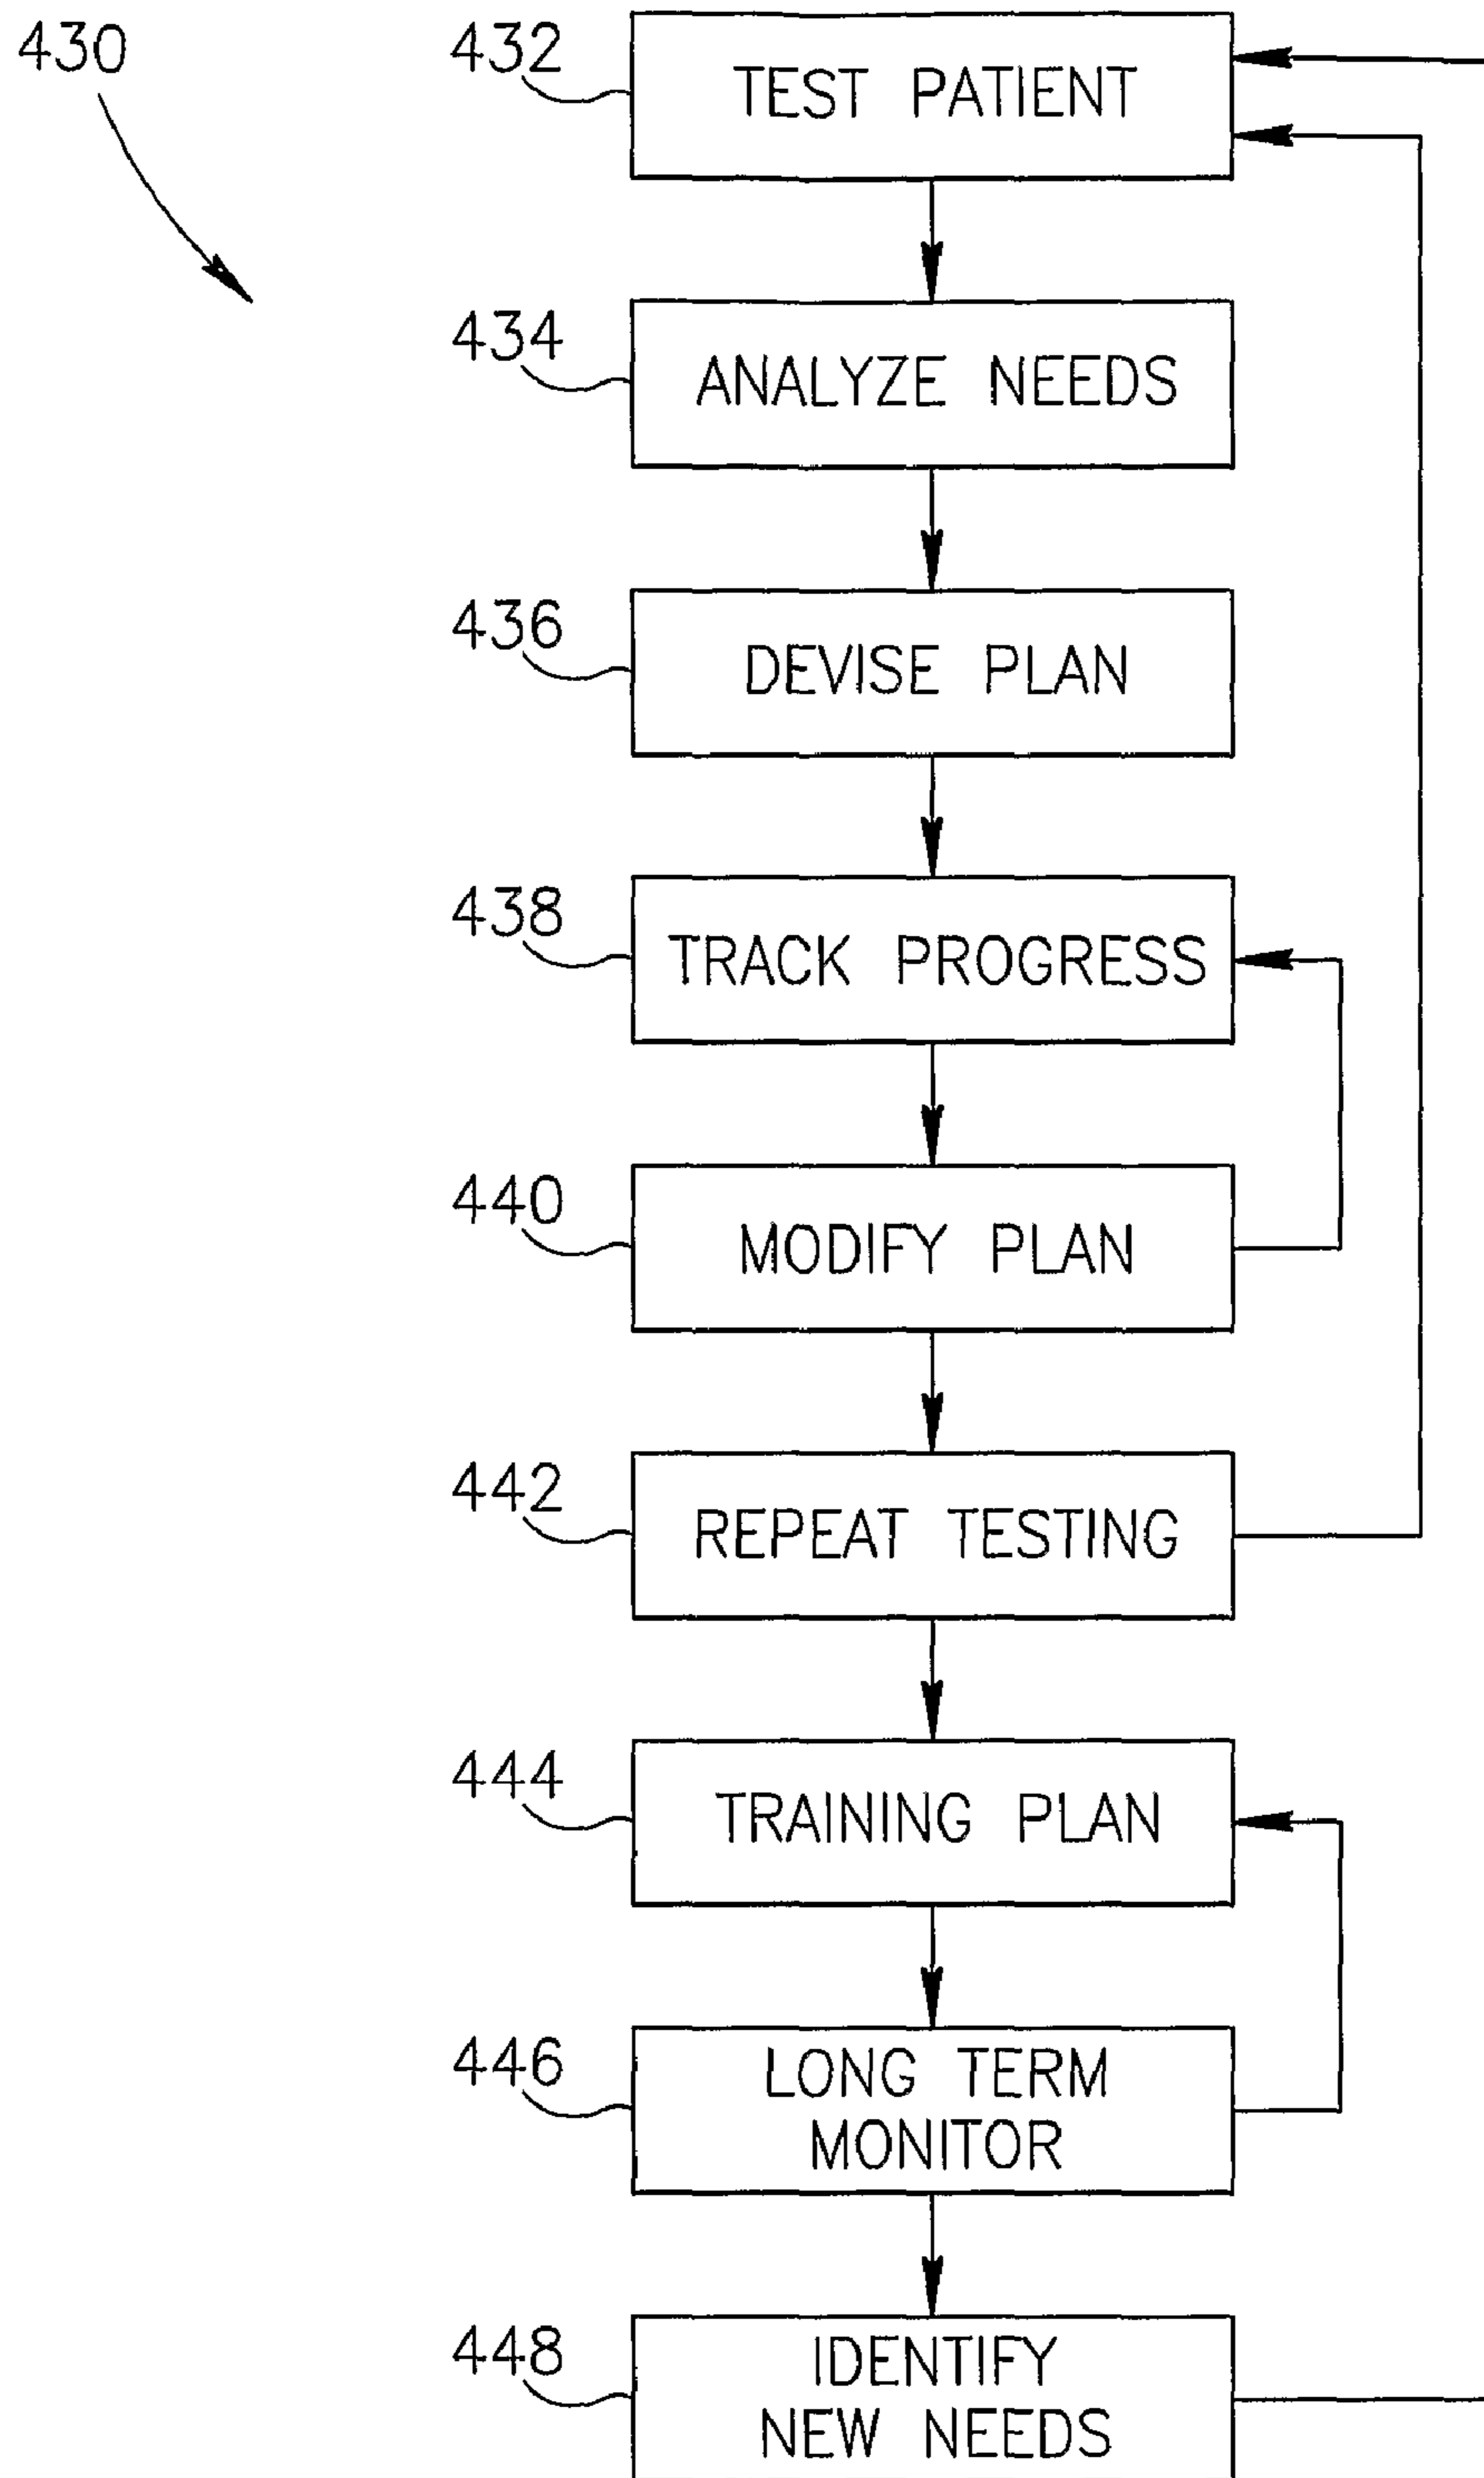 430
432
TEST PATIENT
434
ANALYZE NEEDS
436
DEVISE PLAN
438
TRACK PROGRESS
440
MODIFY PLAN
442
REPEAT TESTING
444
TRAINING PLAN
446
LONG TERM
MONITOR
448
IDENTIFY
NEW NEEDS